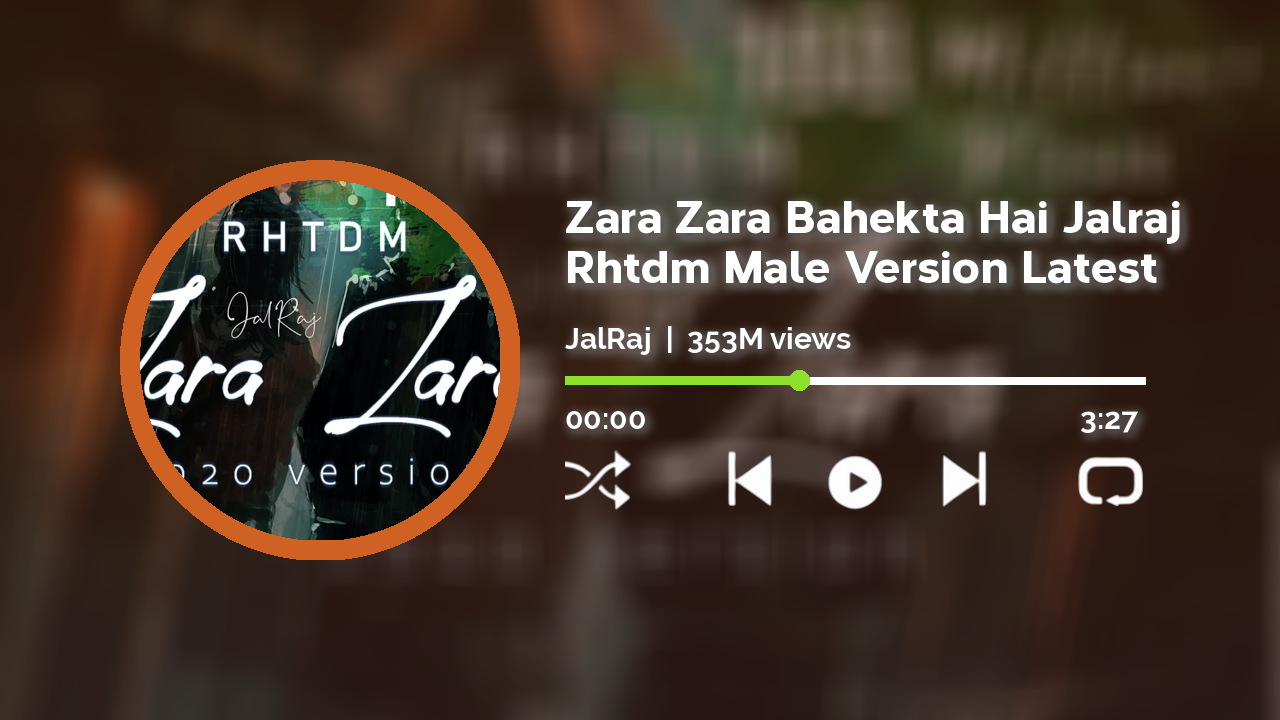 RHTDM
JalRaj
Zara Zara
2020 version
Zara Zara Bahekta Hai Jalraj
Rhtdm Male Version Latest
JalRaj | 353M views
00:00 3:27